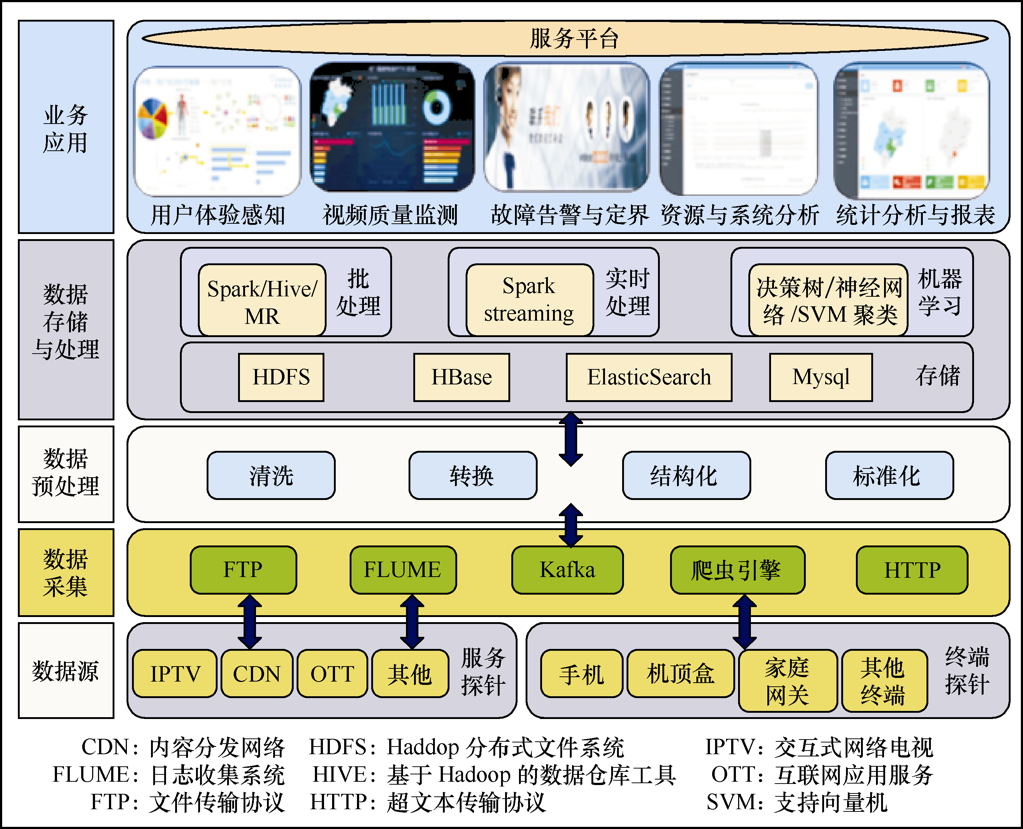 服务平台
业务
应用
联系我们
用户体验感知
视频质量监测
故障告警与定界
资源与系统分析
统计分析与报表
数据
存储
与处理
Spark/Hive/
MR
批
处理
Spark
streaming
实时
处理
决策树/神经网
络/SVM 聚类
机器
学习
HDFS
HBase
ElasticSearch
Mysql
存储
数据
预处理
清洗
转换
结构化
标准化
数据
采集
FTP
FLUME
Kafka
爬虫引擎
HTTP
数据源
IPTV
CDN
OTT
其他
服务
探针
手机
机顶盒
家庭
网关
其他
终端
终端
探针
CDN：内容分发网络 HDFS：Haddop 分布式文件系统 IPTV：交互式网络电视
FLUME：日志收集系统 HIVE：基于 Hadoop 的数据仓库工具 OTT：互联网应用服务
FTP：文件传输协议 HTTP：超文本传输协议 SVM：支持向量机